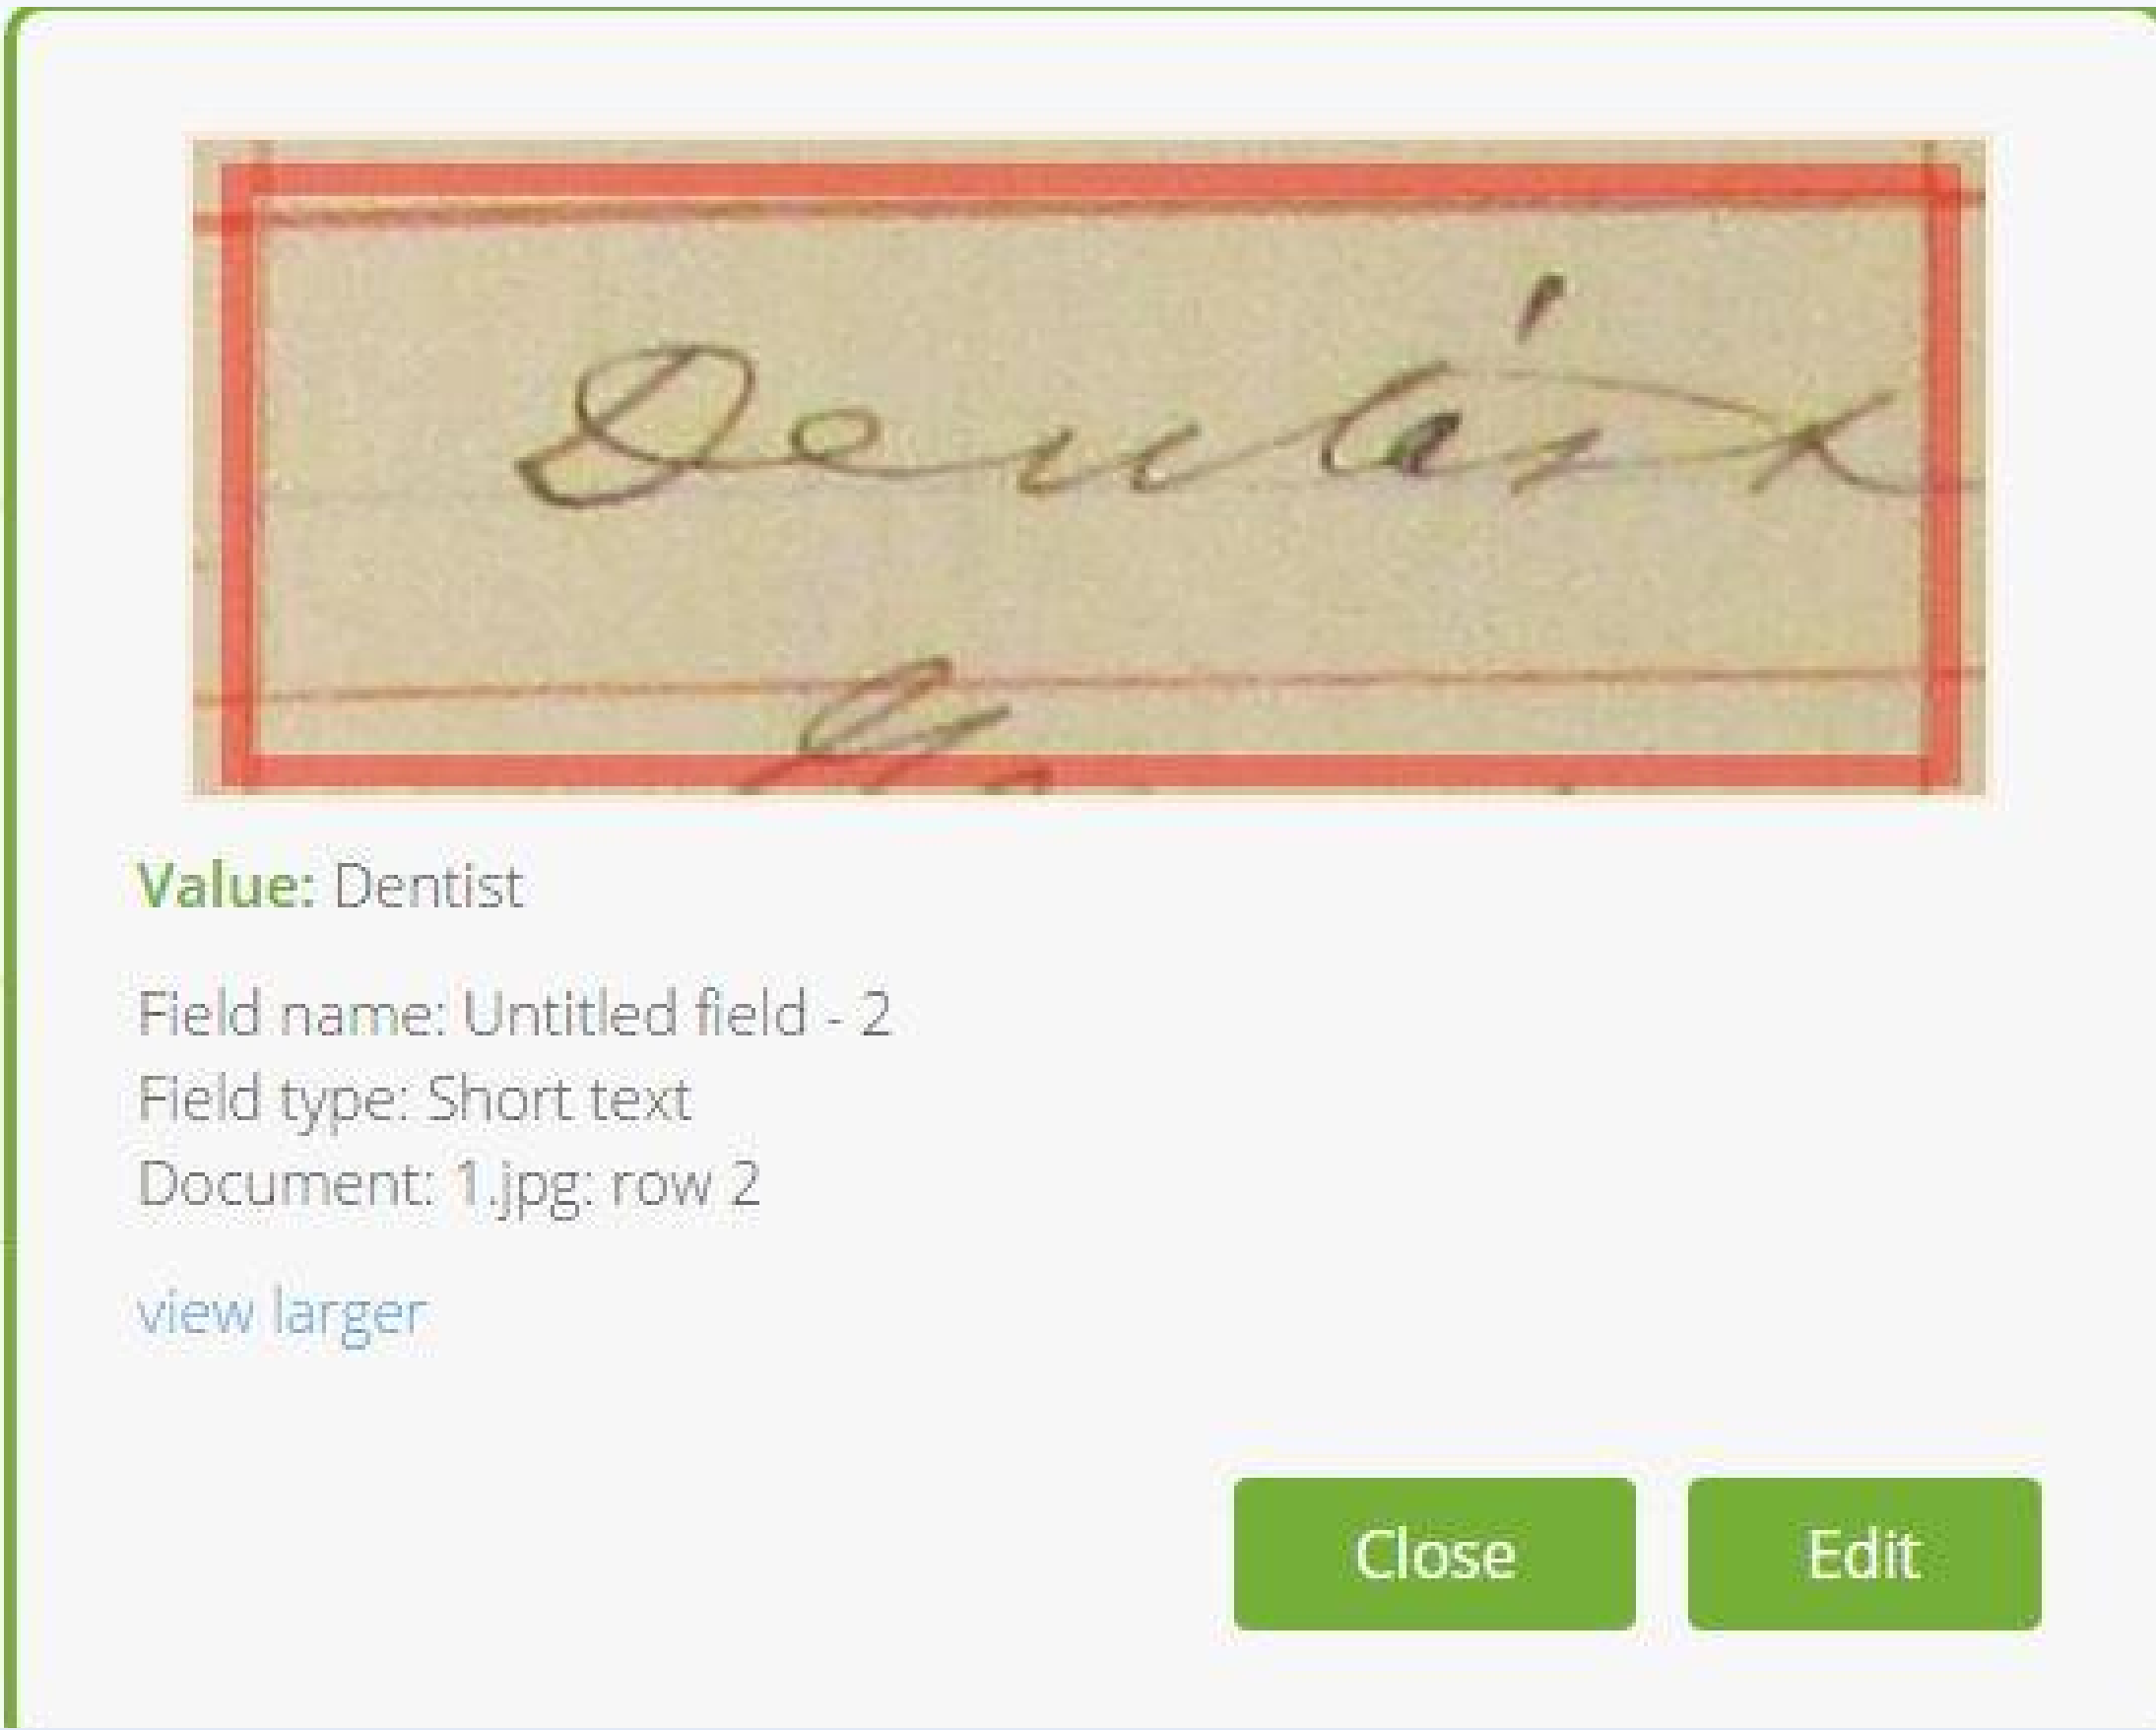 Dentist
Value: Dentist
Field name: Untitled field - 2
Field type: Short text
Document: 1.jpg: row 2
view larger
Close Edit